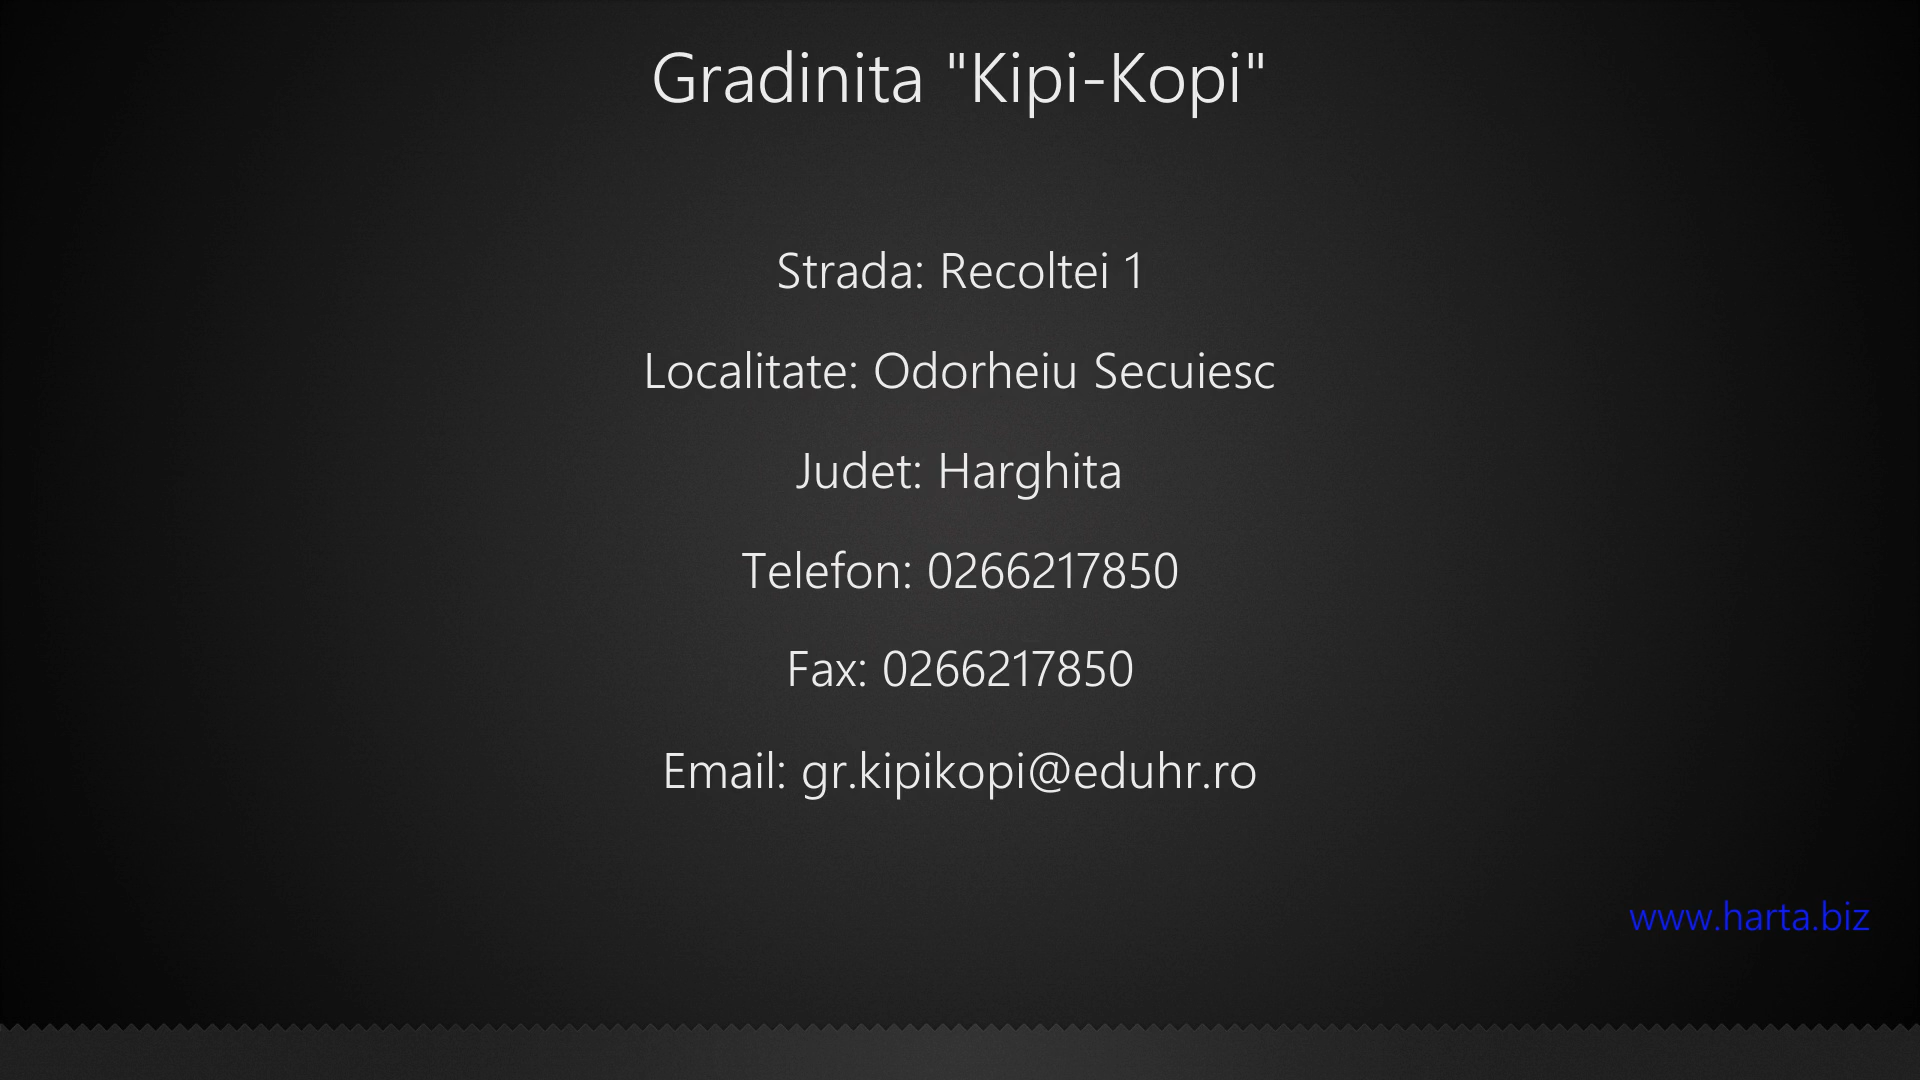 Gradinita "Kipi-Kopi"
Strada: Recoltei 1
Localitate: Odorheiu Secuiesc
Judet: Harghita
Telefon: 0266217850
Fax: 0266217850
Email: gr.kipikopi@eduhr.ro
www.harta.biz